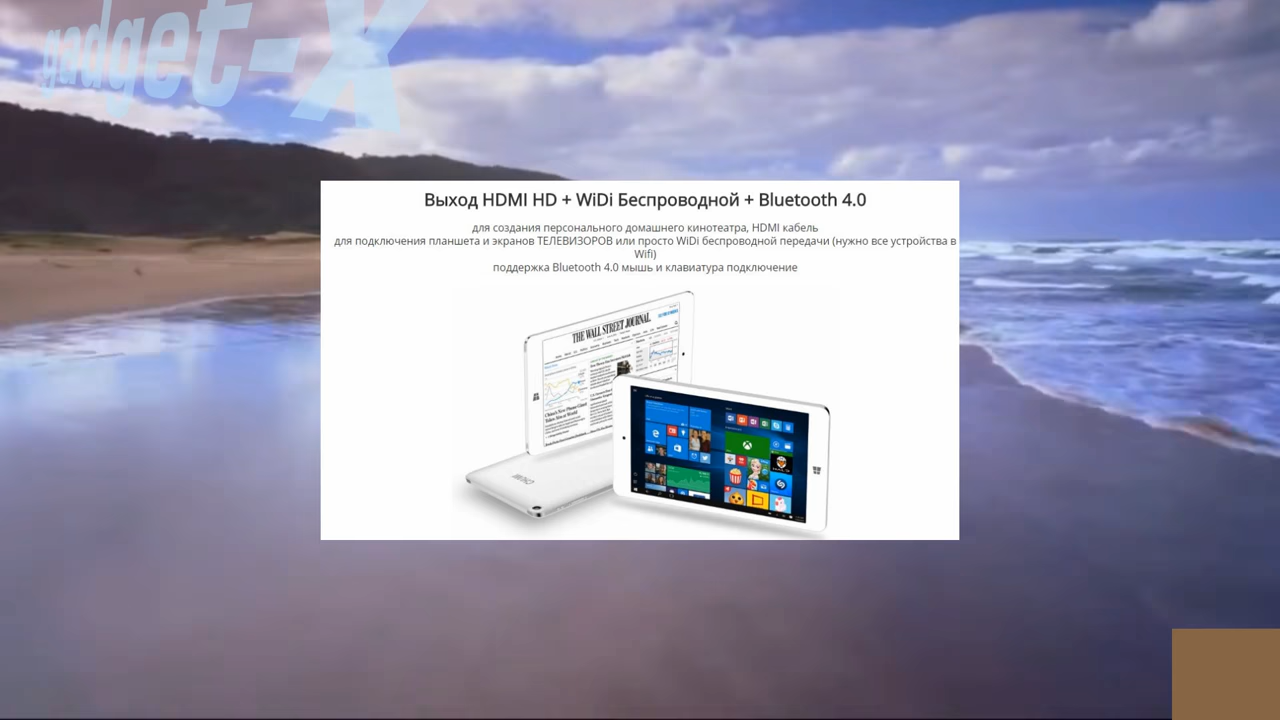 gadget-X
Выход HDMI HD + WiDi Беспроводной + Bluetooth 4.0
для создания персонального домашнего кинотеатра, HDMI кабель
для подключения планшета и экранов ТЕЛЕВИЗОРОВ или просто WiDi беспроводной передачи (нужно все устройства в
Wifi)
поддержка Bluetooth 4.0 мышь и клавиатура подключение
THE WALL STREET JOURNAL.